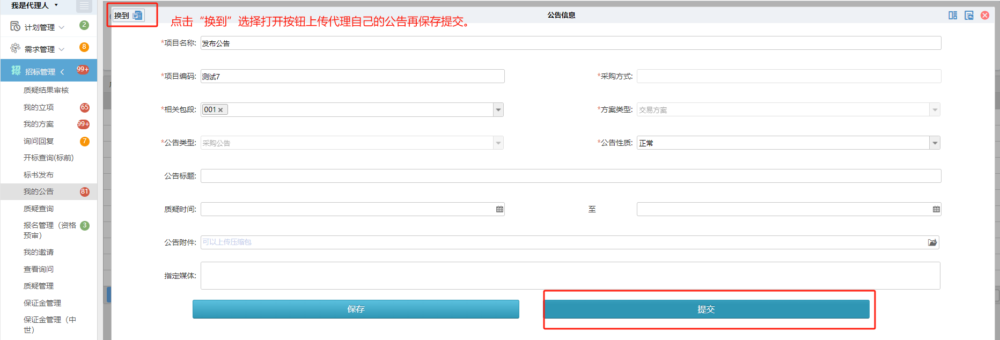 我是代理人
计划管理 2
需求管理 8
招标管理 99+
质疑结果审核
我的立项 65
我的方案 99+
询问回复 7
开标查询(标前)
标书发布
我的公告 81
质疑查询
报名管理（资格 3
预审）
我的邀请
查看询问
质疑管理
保证金管理
保证金管理（中
世）
换到
公告信息
点击“换到”选择打开按钮上传代理自己的公告再保存提交。
*项目名称: 发布公告
*项目编码: 测试7
*采购方式:
*相关包段: 001
*方案类型: 交易方案
*公告类型: 采购公告
*公告性质: 正常
公告标题:
质疑时间: 至
公告附件: 可以上传压缩包
指定媒体:
保存
提交